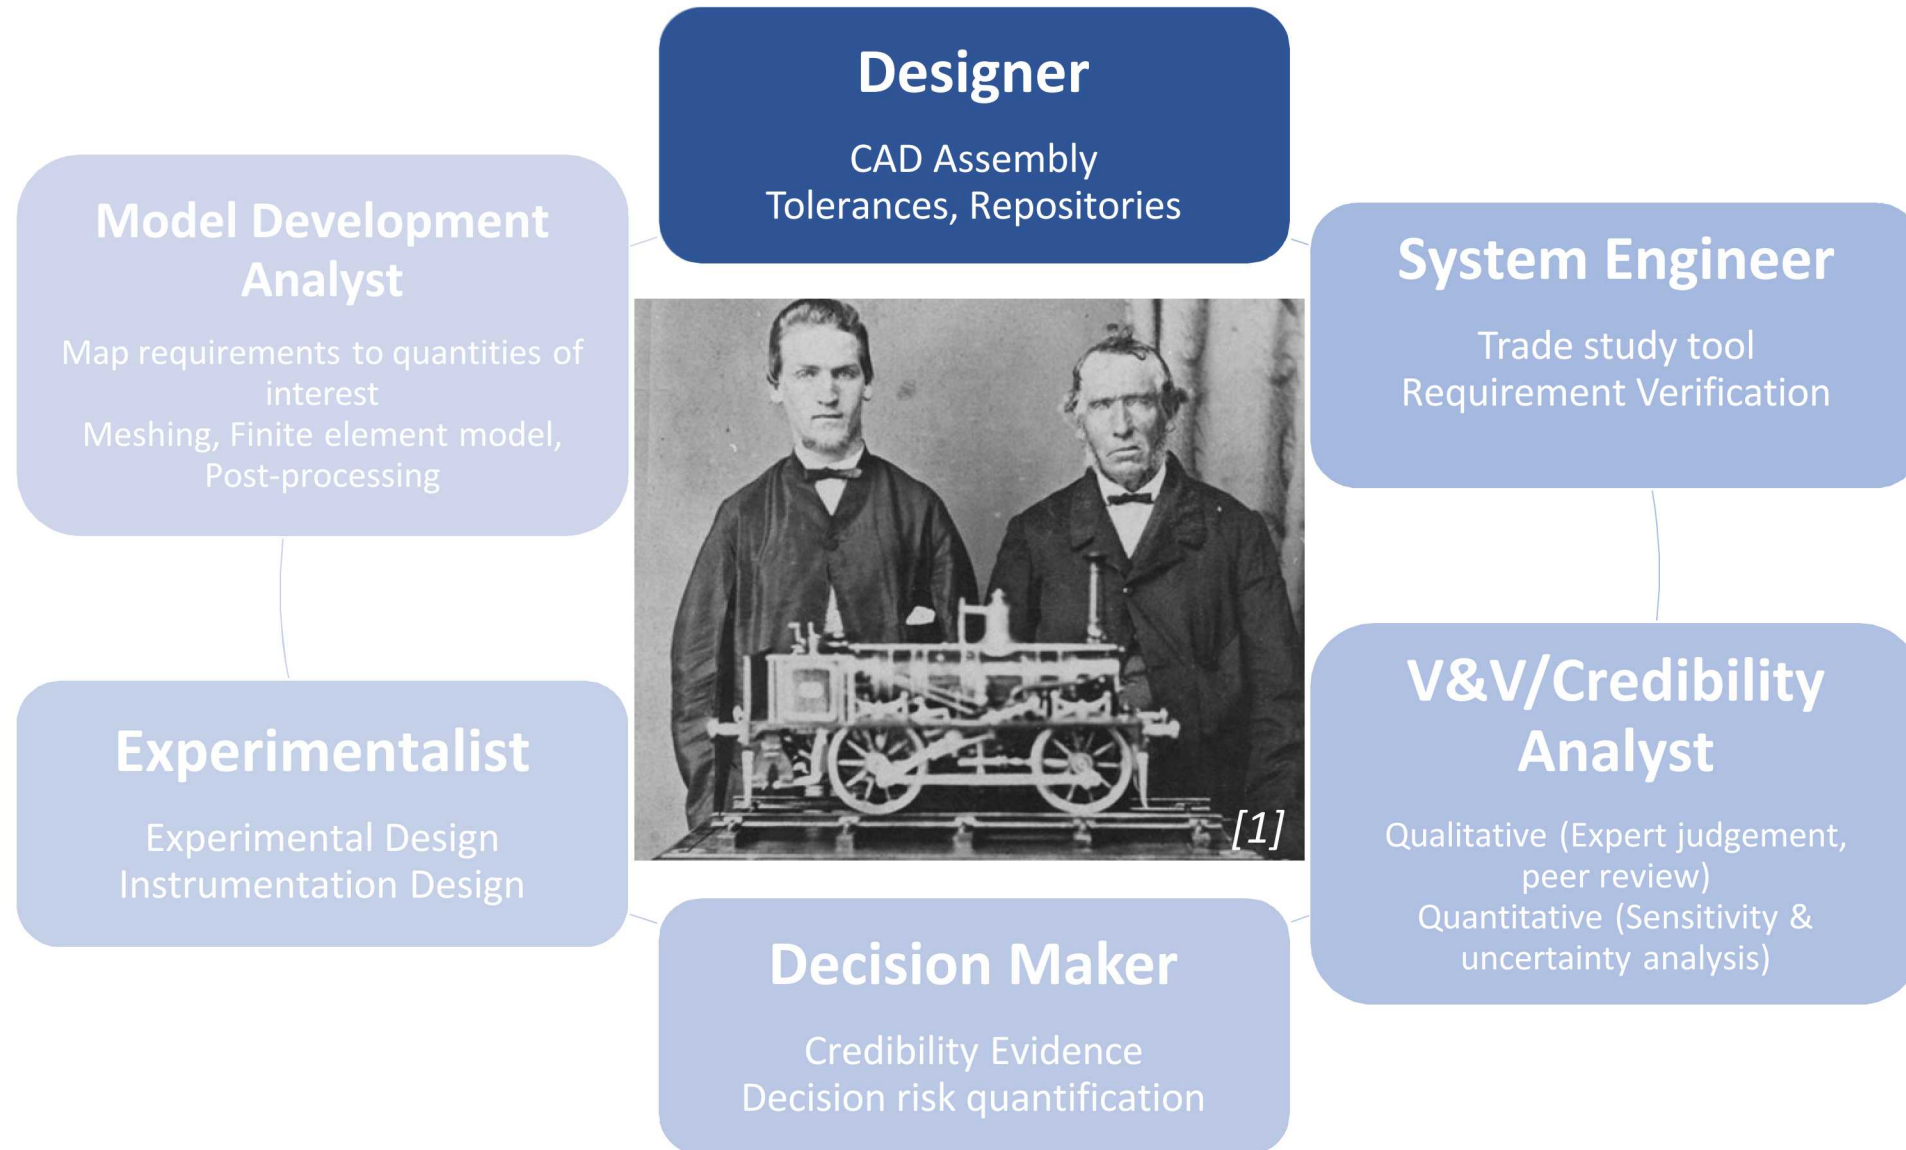 Designer
CAD Assembly
Tolerances, Repositories
System Engineer
Trade study tool
Requirement Verification
V&V/Credibility
Analyst
Qualitative (Expert judgement,
peer review)
Quantitative (Sensitivity &
uncertainty analysis)
Decision Maker
Credibility Evidence
Decision risk quantification
Experimentalist
Experimental Design
Instrumentation Design
Model Development
Analyst
Map requirements to quantities of
interest
Meshing, Finite element model,
Post-processing
[1]